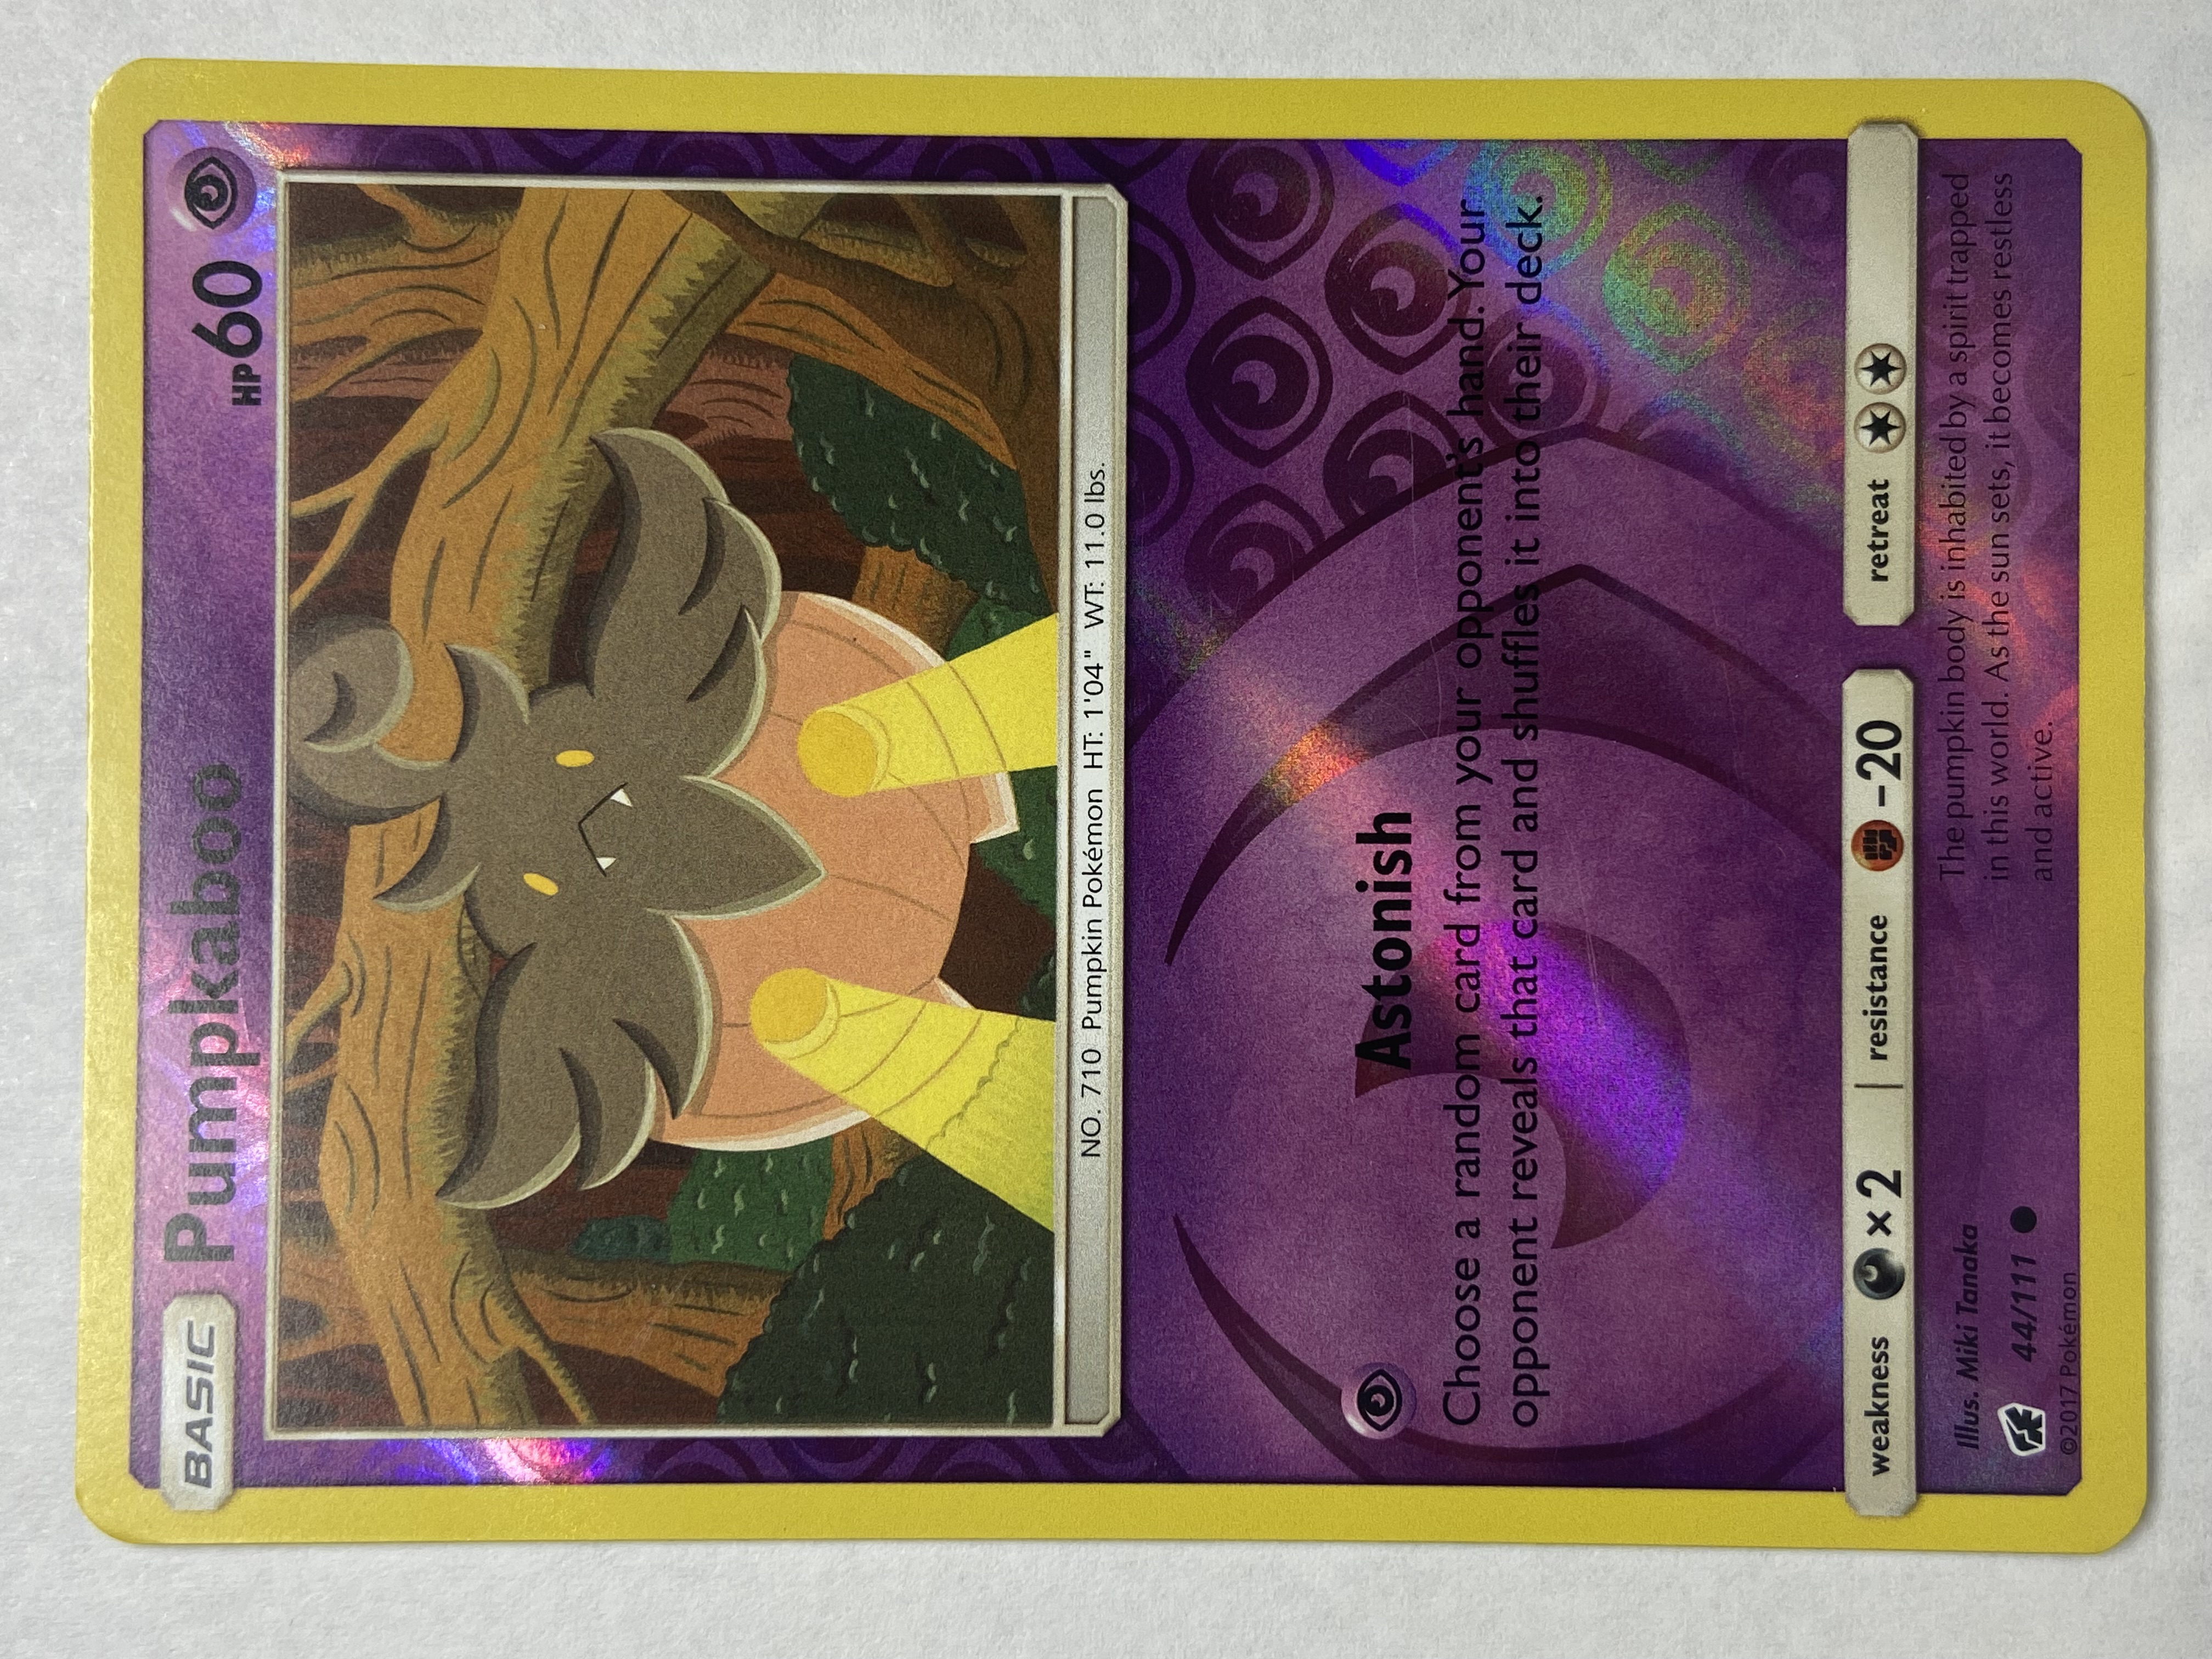 BASIC Pumpkaboo HP 60
NO. 710 Pumpkin Pokémon HT: 1'04" WT: 11.0 lbs.
Astonish
Choose a random card from your opponent's hand. Your
opponent reveals that card and shuffles it into their deck.
weakness × 2 resistance -20 retreat
Illus. Miki Tanaka
44/111
©2017 Pokémon
The pumpkin body is inhabited by a spirit trapped
in this world. As the sun sets, it becomes restless
and active.